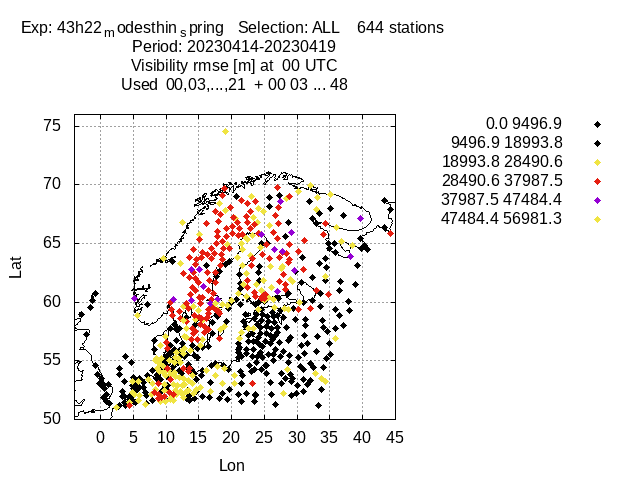 Exp: 43h22modesthinspring Selection: ALL 644 stations
Period: 20230414-20230419
Visibility rmse [m] at 00 UTC
Used 00,03,...,21 + 00 03 ... 48
0.0 9496.9
9496.9 18993.8
18993.8 28490.6
28490.6 37987.5
37987.5 47484.4
47484.4 56981.3
75
70
65
60
55
50
Lat
0 5 10 15 20 25 30 35 40 45
Lon